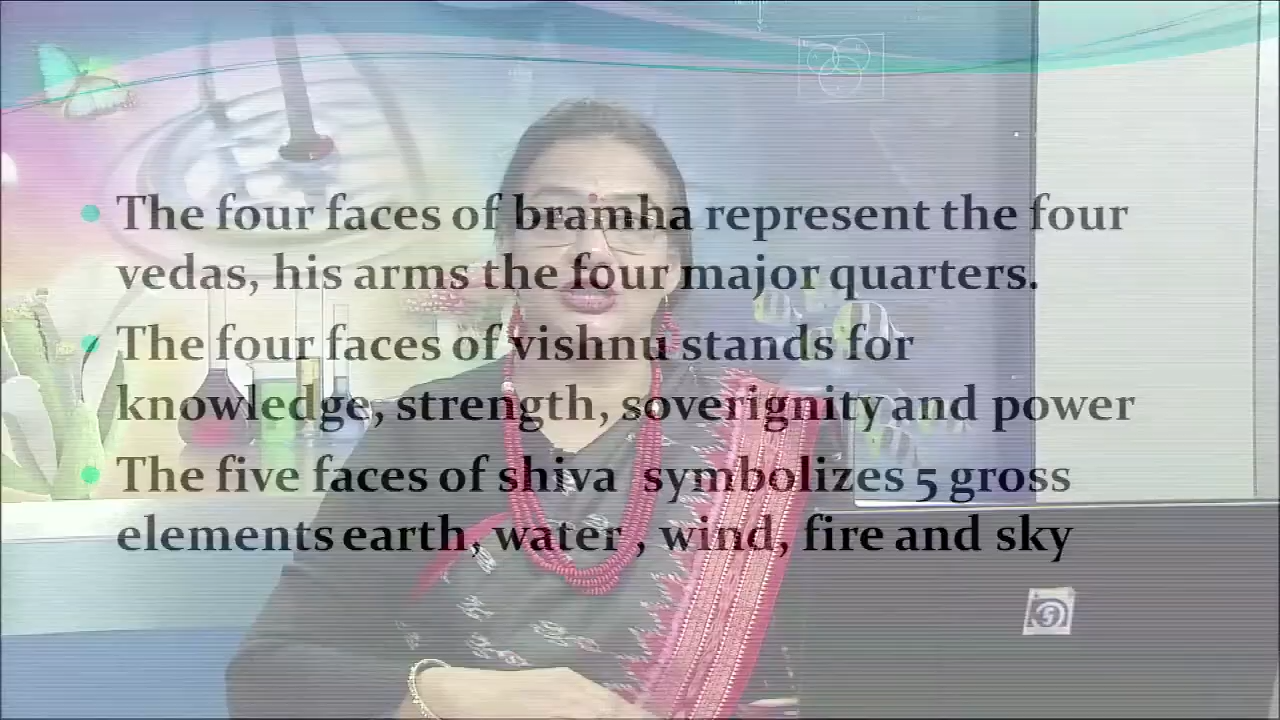 The four faces of bramha represent the four
vedas, his arms the four major quarters.
The four faces of vishnu stands for
knowledge, strength, soverignity and power
The five faces of shiva symbolizes 5 gross
elements earth, water , wind, fire and sky